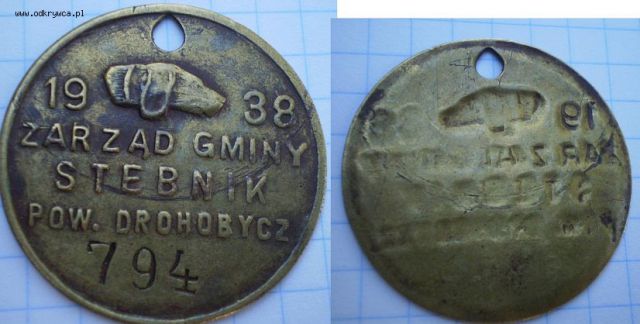 www.odkrywca.pl
19 38
ZARZĄD GMINY
STEBNIK
POW. DROHOBYCZ
794